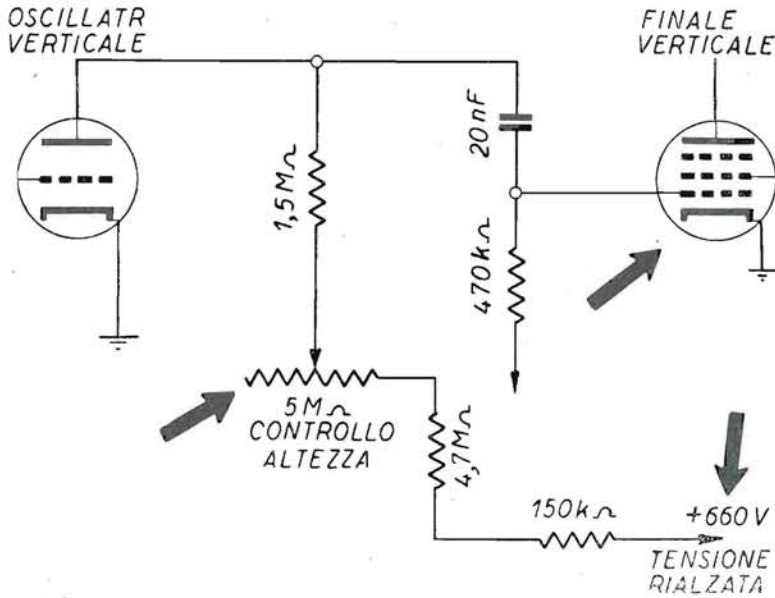 OSCILLATR
VERTICALE
FINALE
VERTICALE
20nF
1,5MΩ
470kΩ
5MΩ
CONTROLLO
ALTEZZA
4,7MΩ
150kΩ
+660V
TENSIONE
RIALZATA